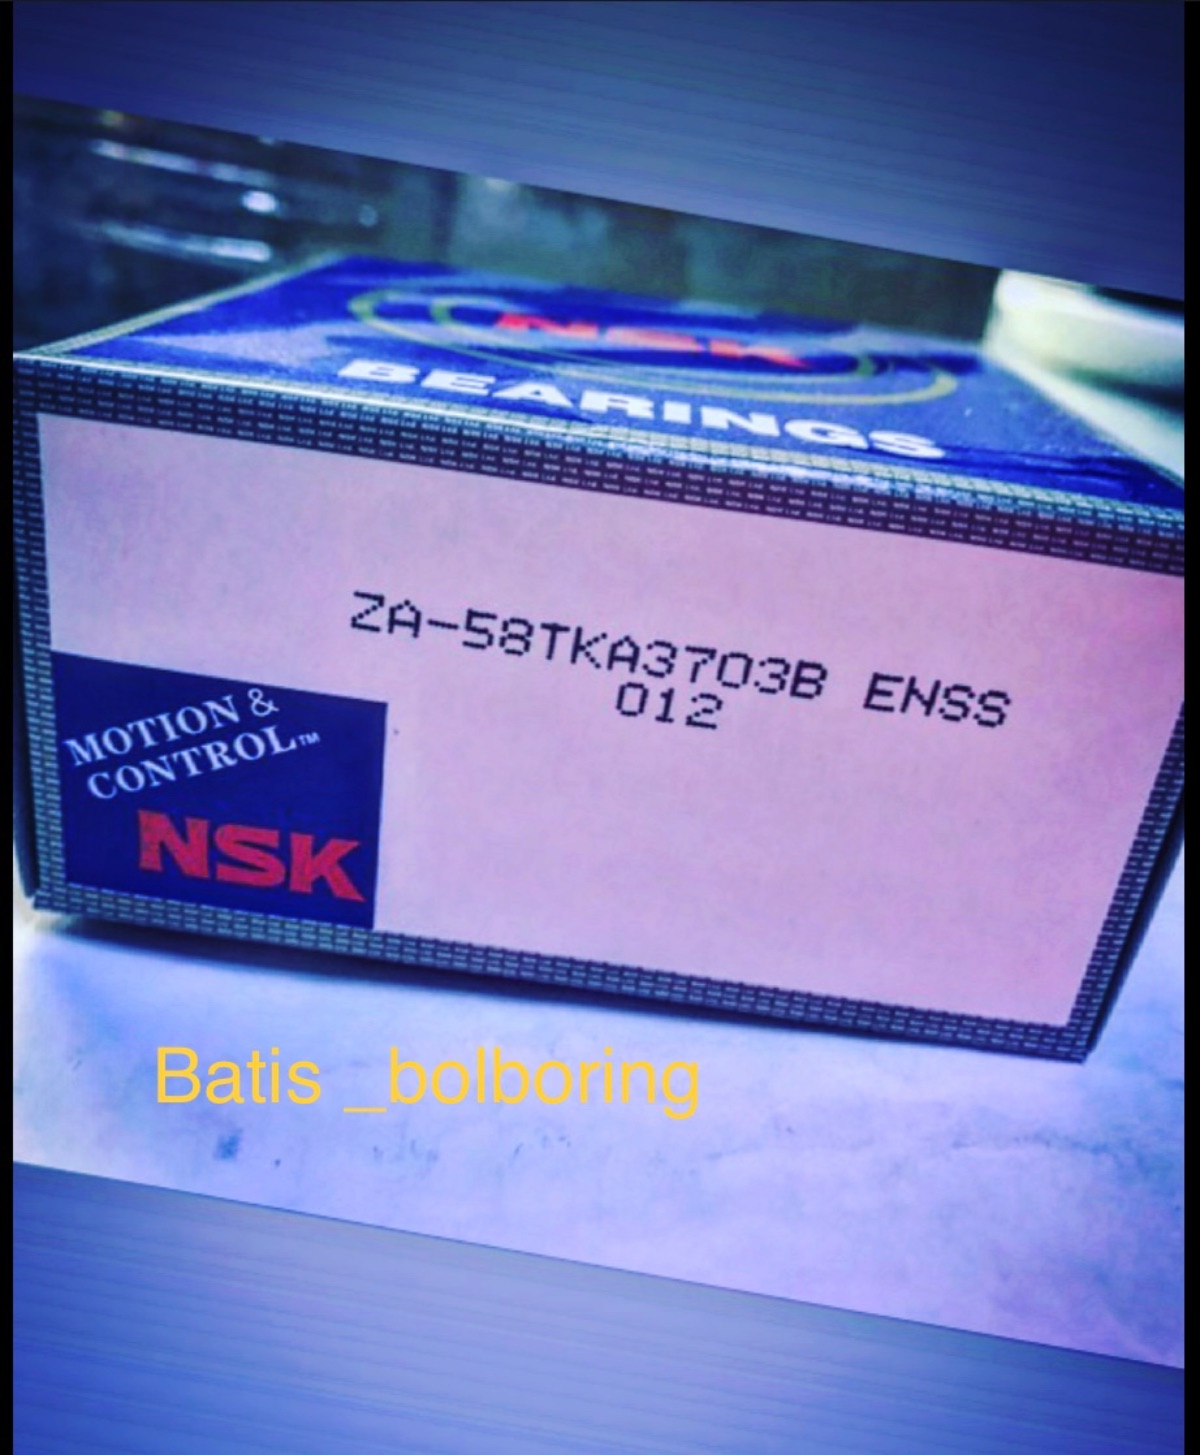 NSK
BEARINGS
ZA-58TKA3703B ENSS
012
MOTION &
CONTROL™
NSK
Batis _bolboring